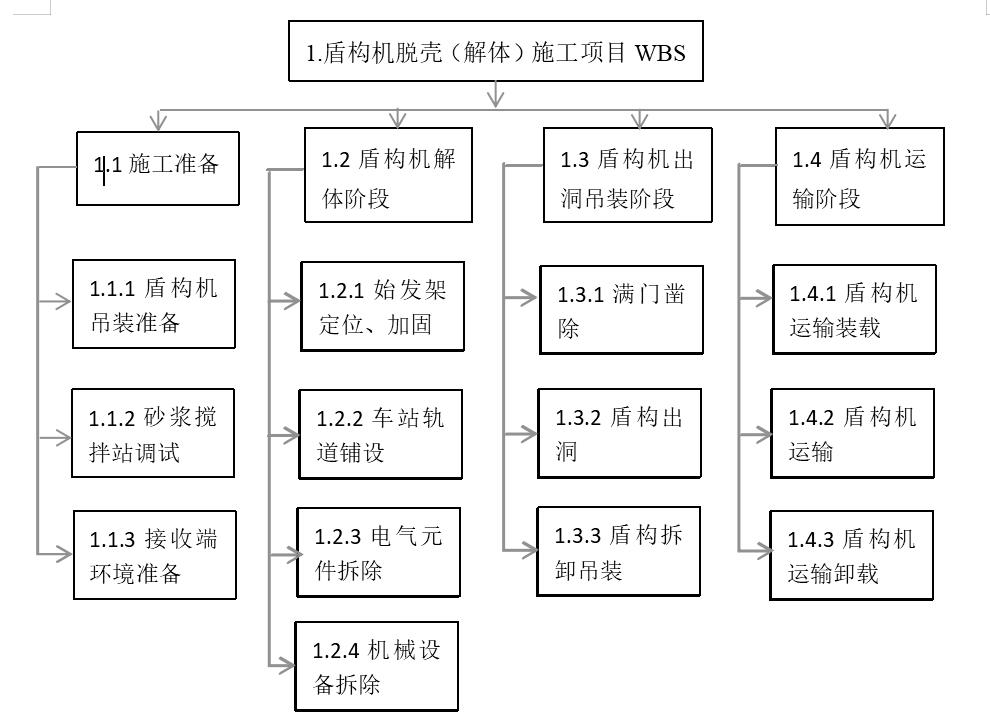 1.盾构机脱壳（解体）施工项目 WBS
1.1 施工准备
1.2 盾构机解
体阶段
1.3 盾构机出
洞吊装阶段
1.4 盾构机运
输阶段
1.1.1 盾构机
吊装准备
1.2.1 始发架
定位、加固
1.3.1 满门凿
除
1.4.1 盾构机
运输装载
1.1.2 砂浆搅
拌站调试
1.2.2 车站轨
道铺设
1.3.2 盾构出
洞
1.4.2 盾构机
运输
1.1.3 接收端
环境准备
1.2.3 电气元
件拆除
1.3.3 盾构拆
卸吊装
1.4.3 盾构机
运输卸载
1.2.4 机械设
备拆除